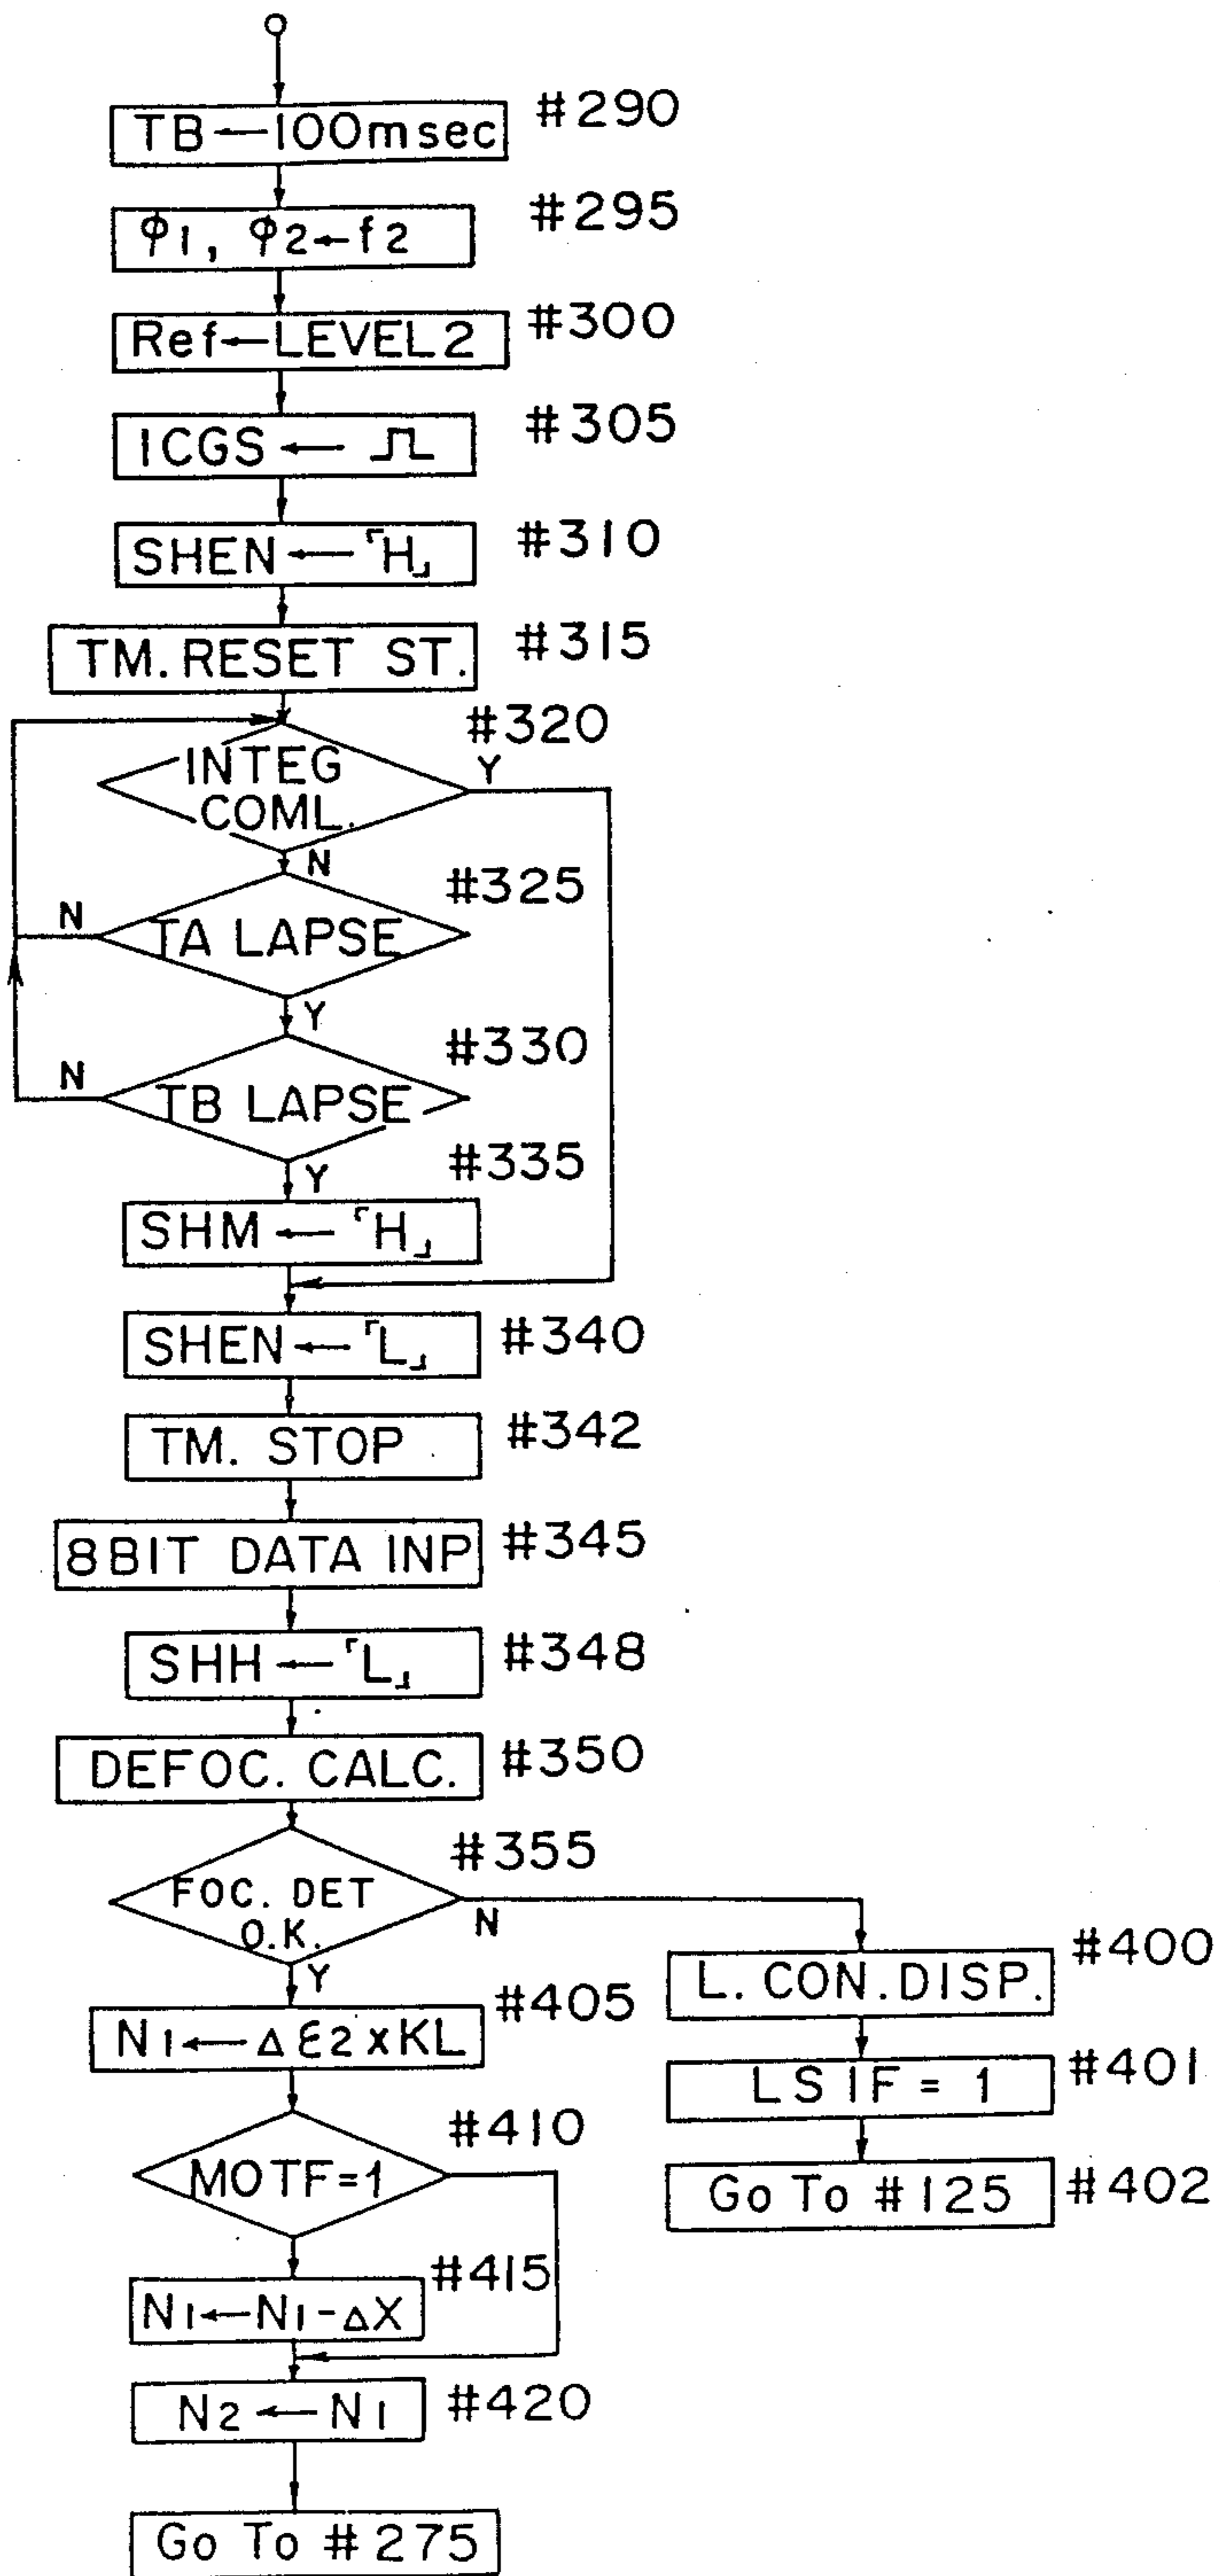 TB←100msec #290
φ1, φ2←f2 #295
Ref←LEVEL2 #300
ICGS ← #305
SHEN ← 「H」 #310
TM. RESET ST. #315
#320
INTEG
COML.
Y
N
#325
TA LAPSE
N
Y
#330
TB LAPSE
N
Y
#335
SHM ← 「H」
SHEN ← 「L」 #340
TM. STOP #342
8BIT DATA INP #345
SHH ← 「L」 #348
DEFOC. CALC. #350
#355
FOC. DET
O.K.
N
Y
#400
L. CON. DISP.
#405
N1←Δε2xKL
#401
LSIF = 1
#410
MOTF=1
Go To #125 #402
#415
N1←N1-ΔX
N2 ← N1 #420
Go To #275